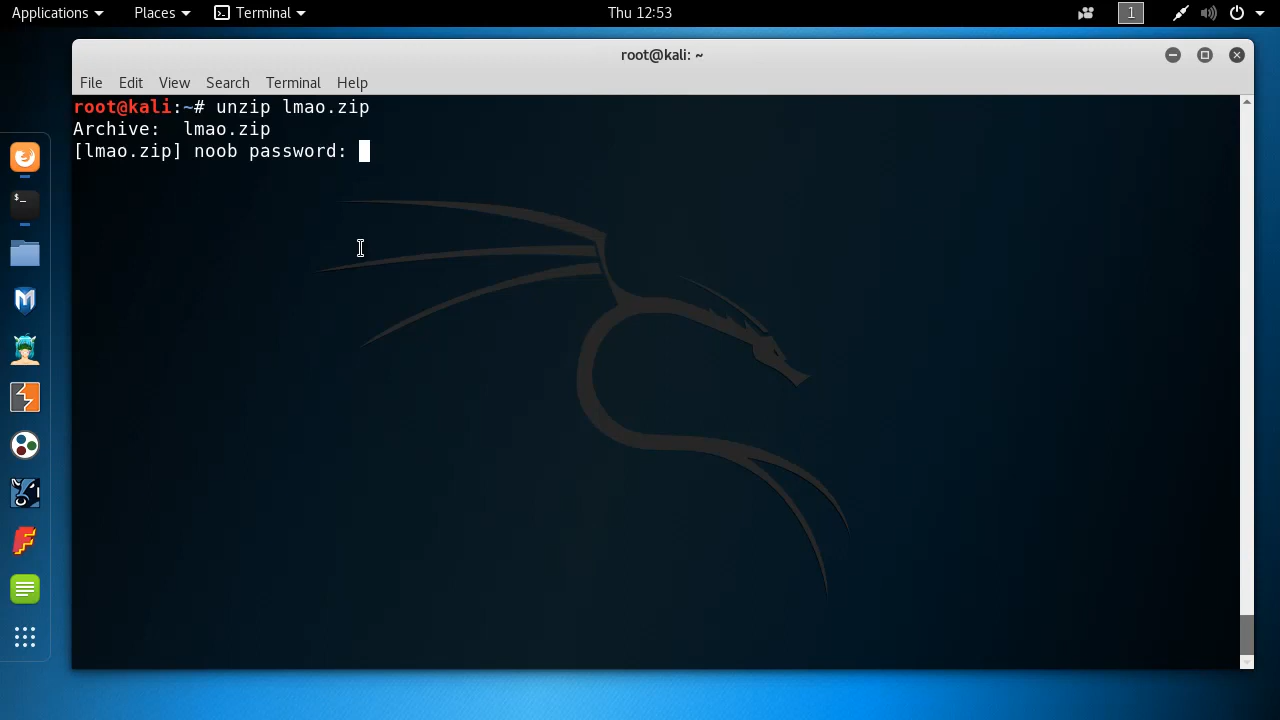 Applications Places Terminal Thu 12:53 1
root@kali: ~
File Edit View Search Terminal Help
root@kali:~# unzip lmao.zip
Archive:  lmao.zip
[lmao.zip] noob password:
$_